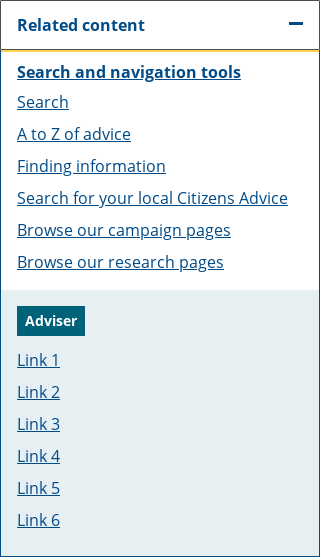 Related content
Search and navigation tools
Search
A to Z of advice
Finding information
Search for your local Citizens Advice
Browse our campaign pages
Browse our research pages
Adviser
Link 1
Link 2
Link 3
Link 4
Link 5
Link 6